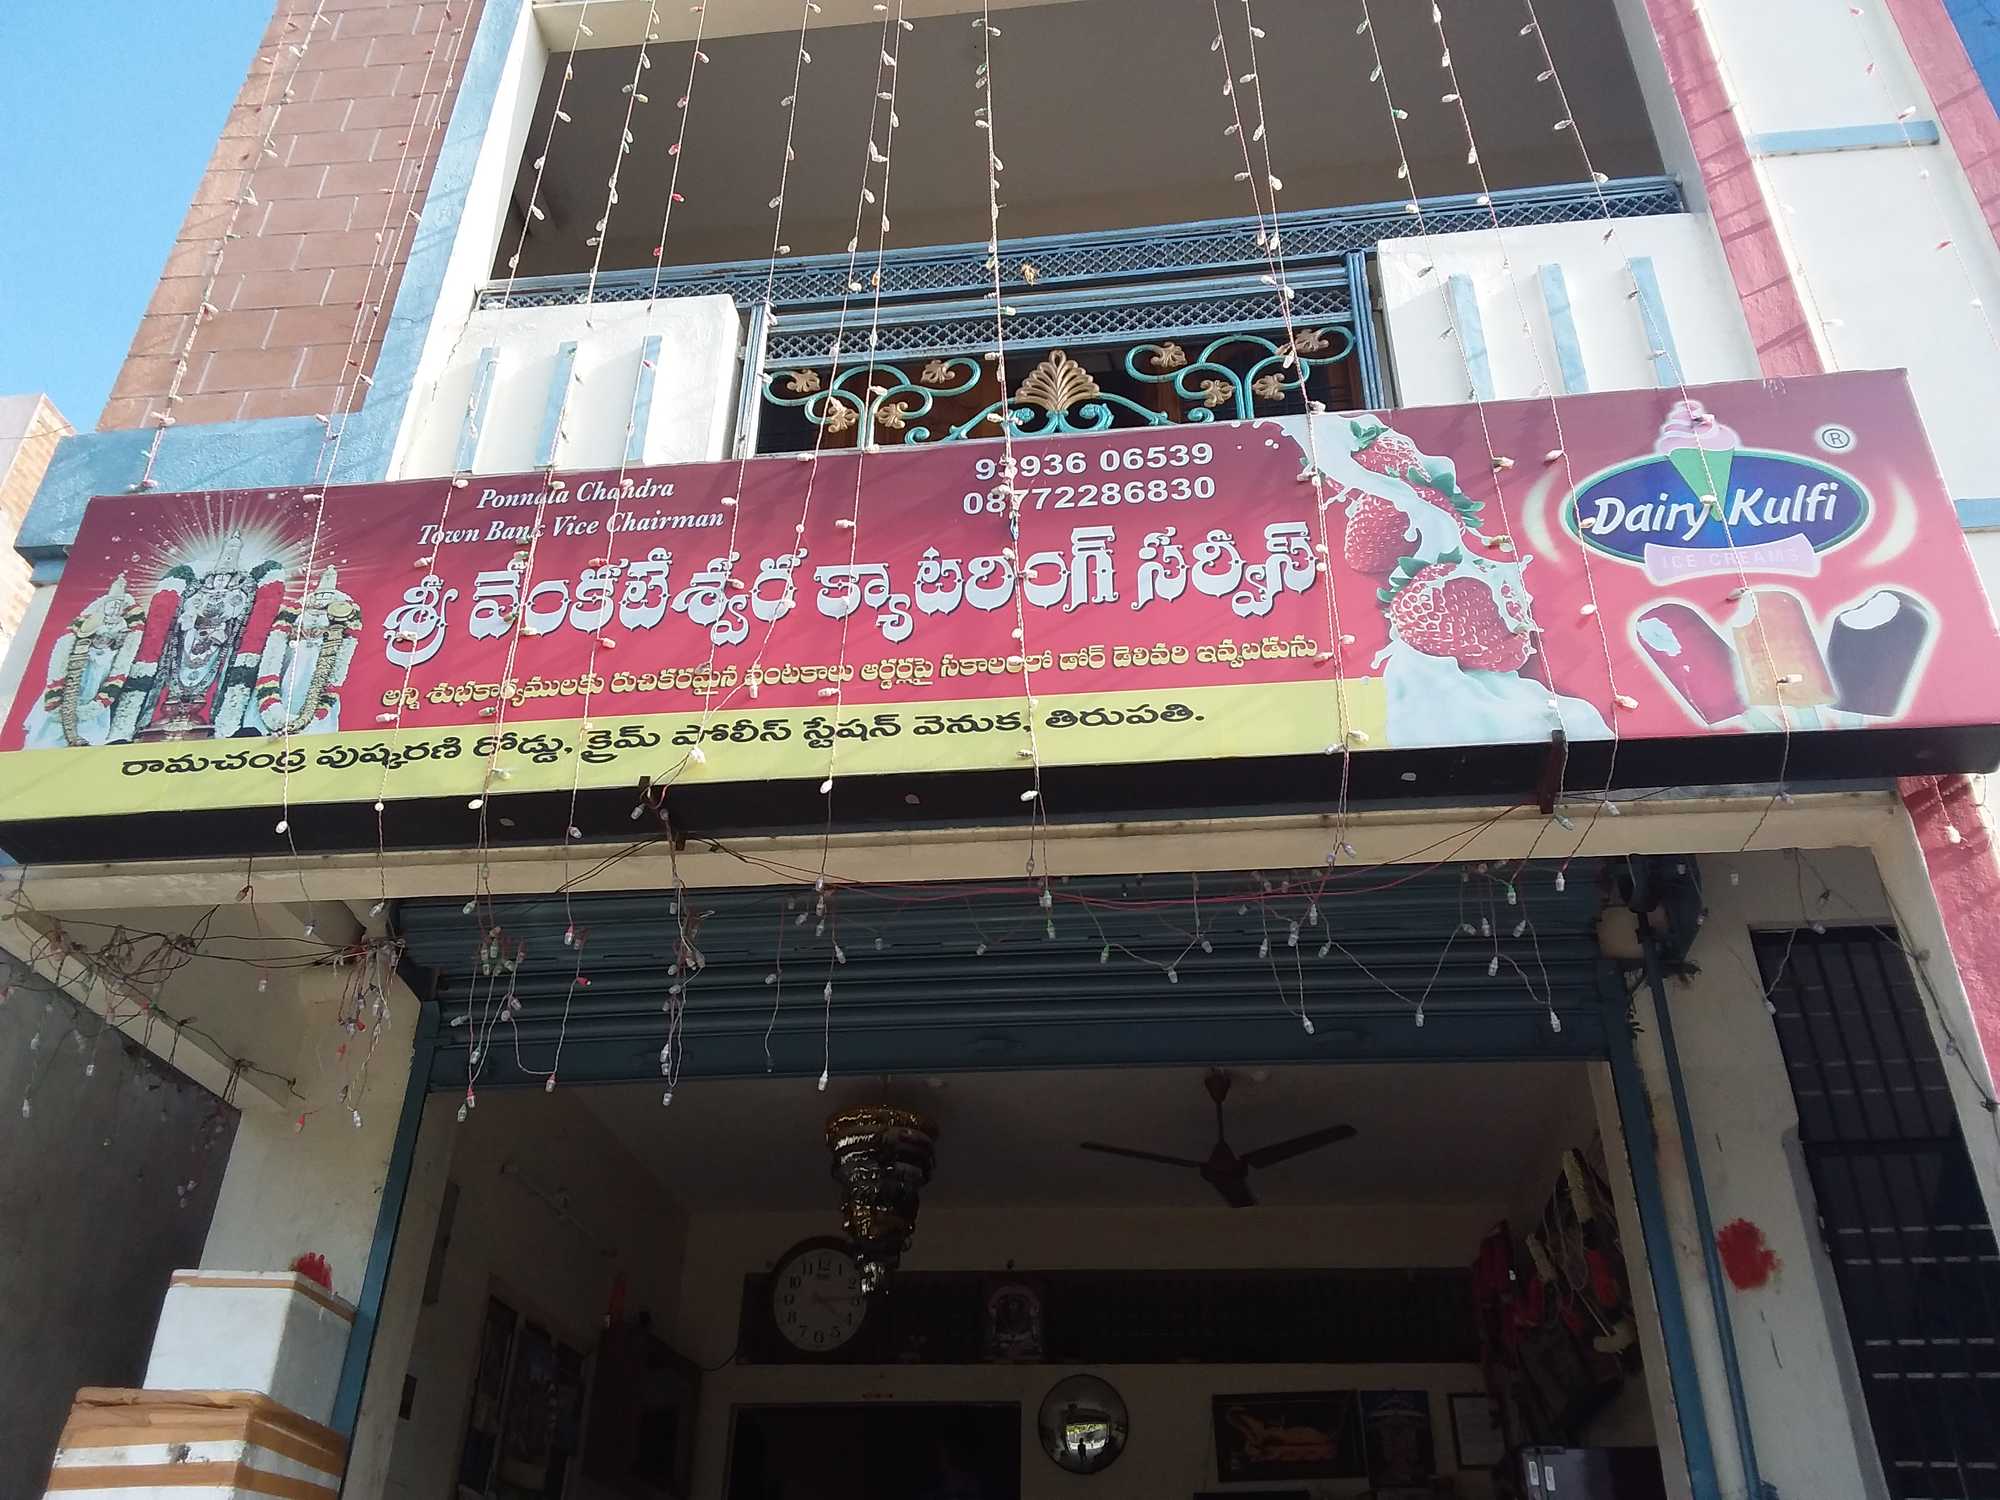 Ponnala Chandra
Town Bank Vice Chairman
93936 06539
08772286830
శ్రీ వేంకటేశ్వర క్యాటరింగ్ సర్వీస్
అన్ని శుభకార్యములకు రుచికరమైన వంటకాలు ఆర్డర్లపై సకాలంలో డోర్ డెలివరి ఇవ్వబడును
రామచంద్ర పుష్కరణి రోడ్డు, క్రైమ్ పోలీస్ స్టేషన్ వెనుక, తిరుపతి.
®
Dairy Kulfi
ICE CREAMS